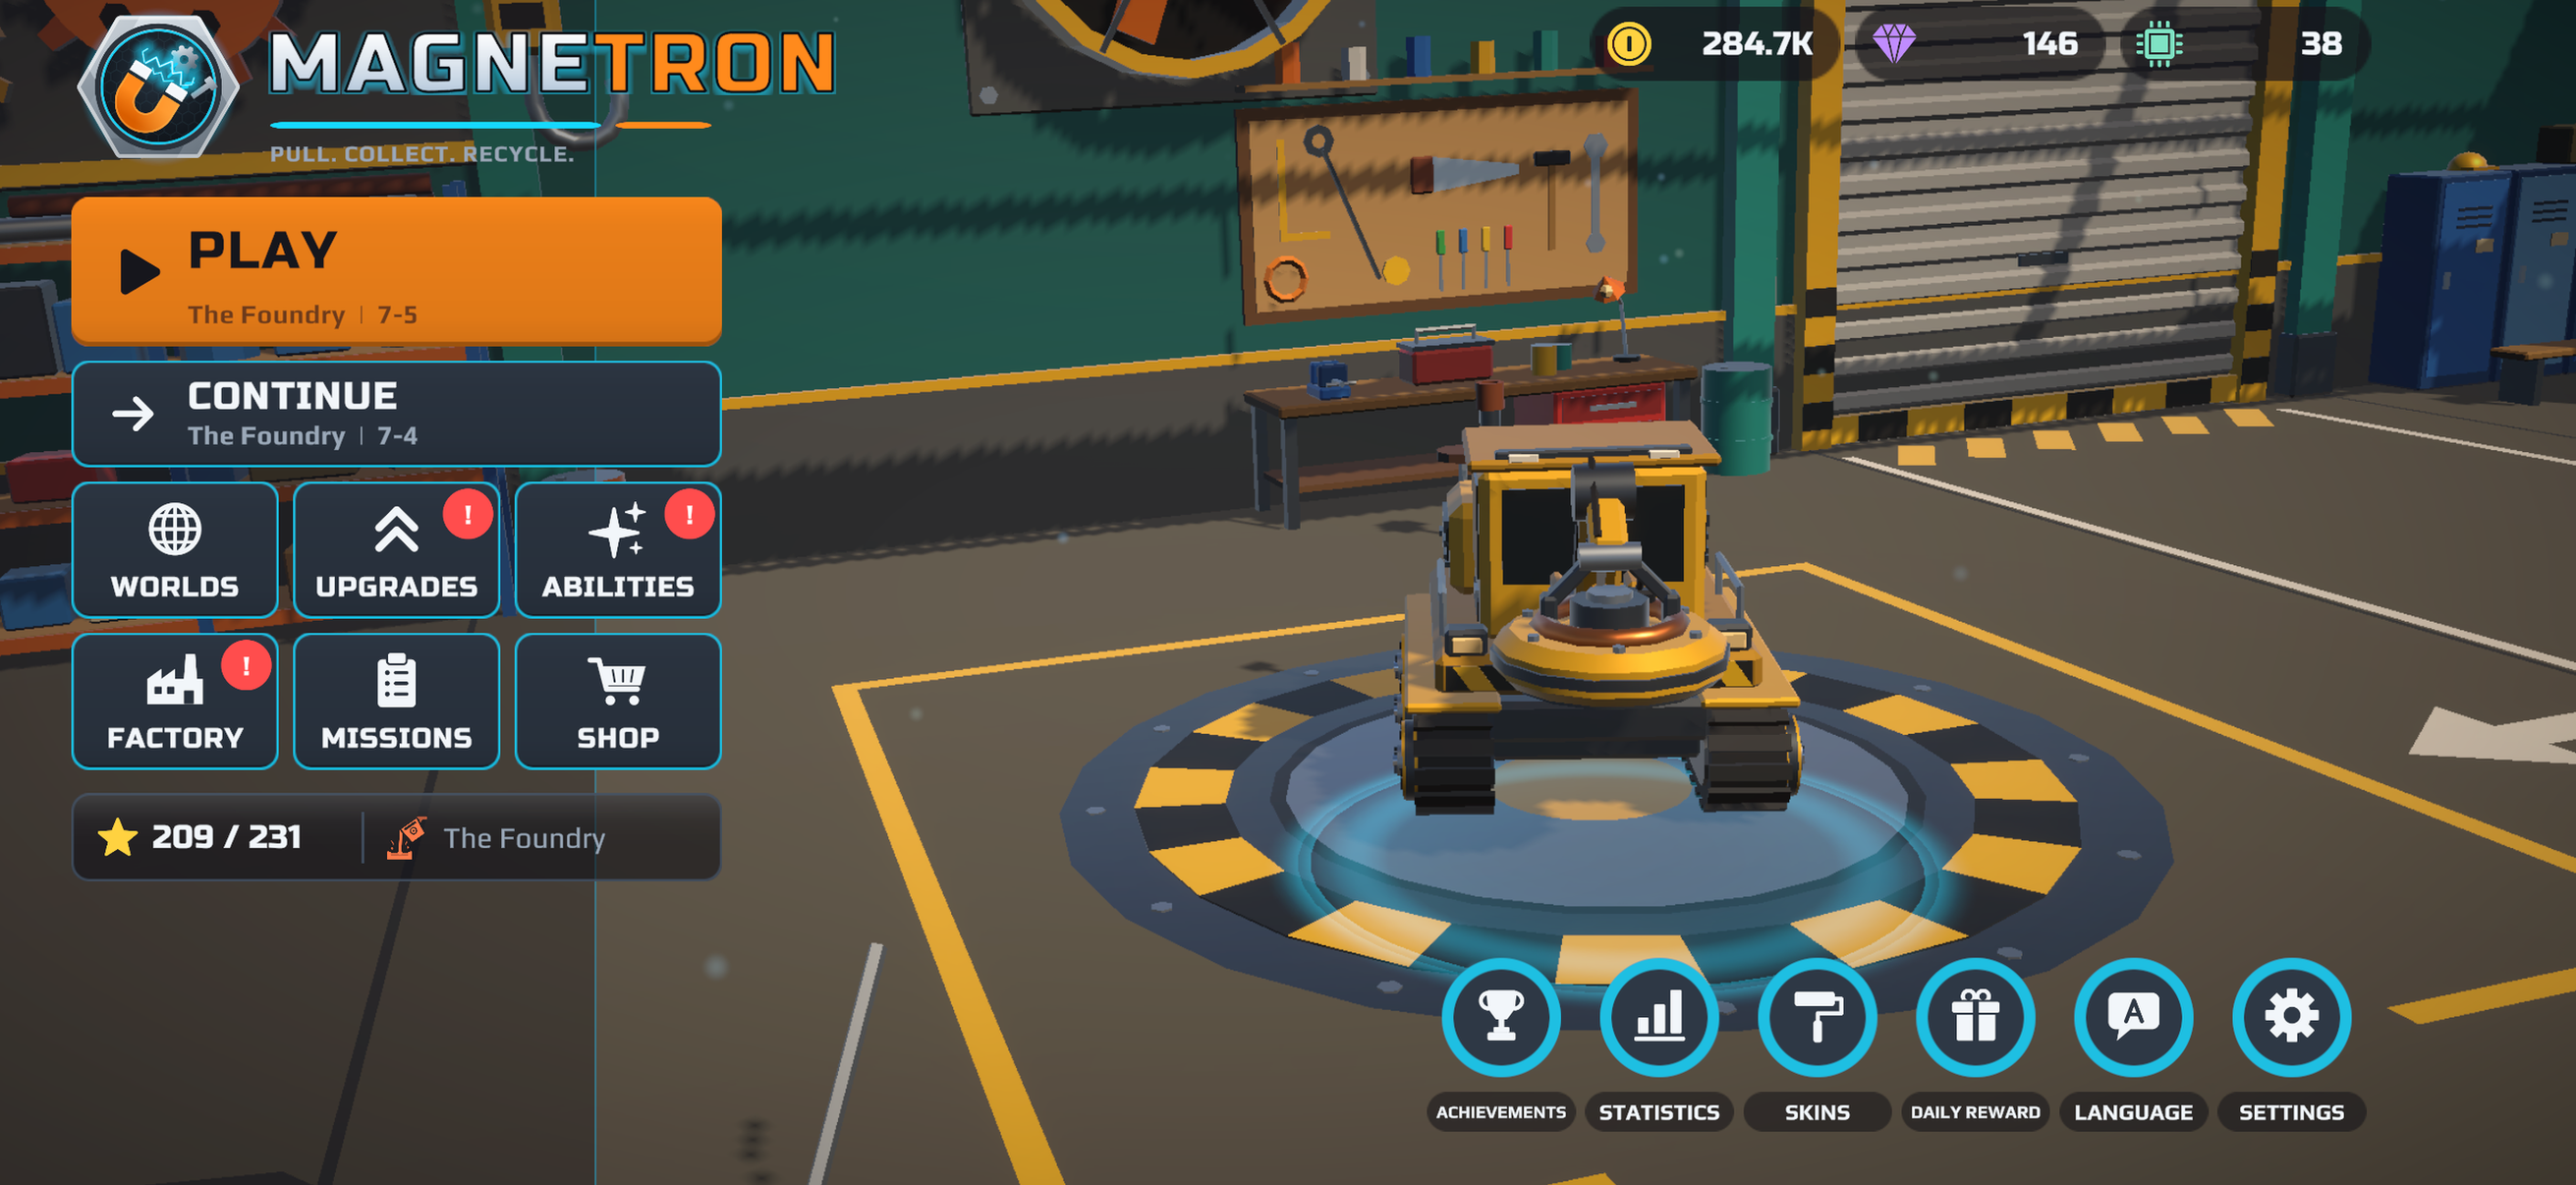 MAGNETRON
PULL. COLLECT. RECYCLE.
284.7K
146
38
PLAY
The Foundry | 7-5
CONTINUE
The Foundry | 7-4
WORLDS
UPGRADES
!
ABILITIES
!
FACTORY
!
MISSIONS
SHOP
209 / 231
The Foundry
A
ACHIEVEMENTS
STATISTICS
SKINS
DAILY REWARD
LANGUAGE
SETTINGS